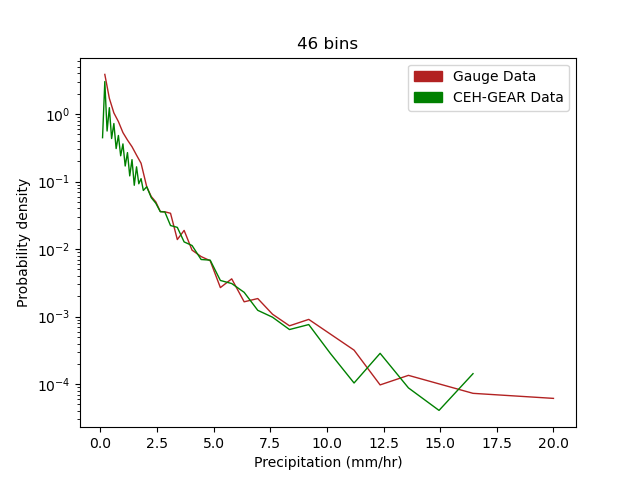 46 bins
Gauge Data
CEH-GEAR Data
10⁰
10⁻¹
10⁻²
10⁻³
10⁻⁴
Probability density
0.0 2.5 5.0 7.5 10.0 12.5 15.0 17.5 20.0
Precipitation (mm/hr)